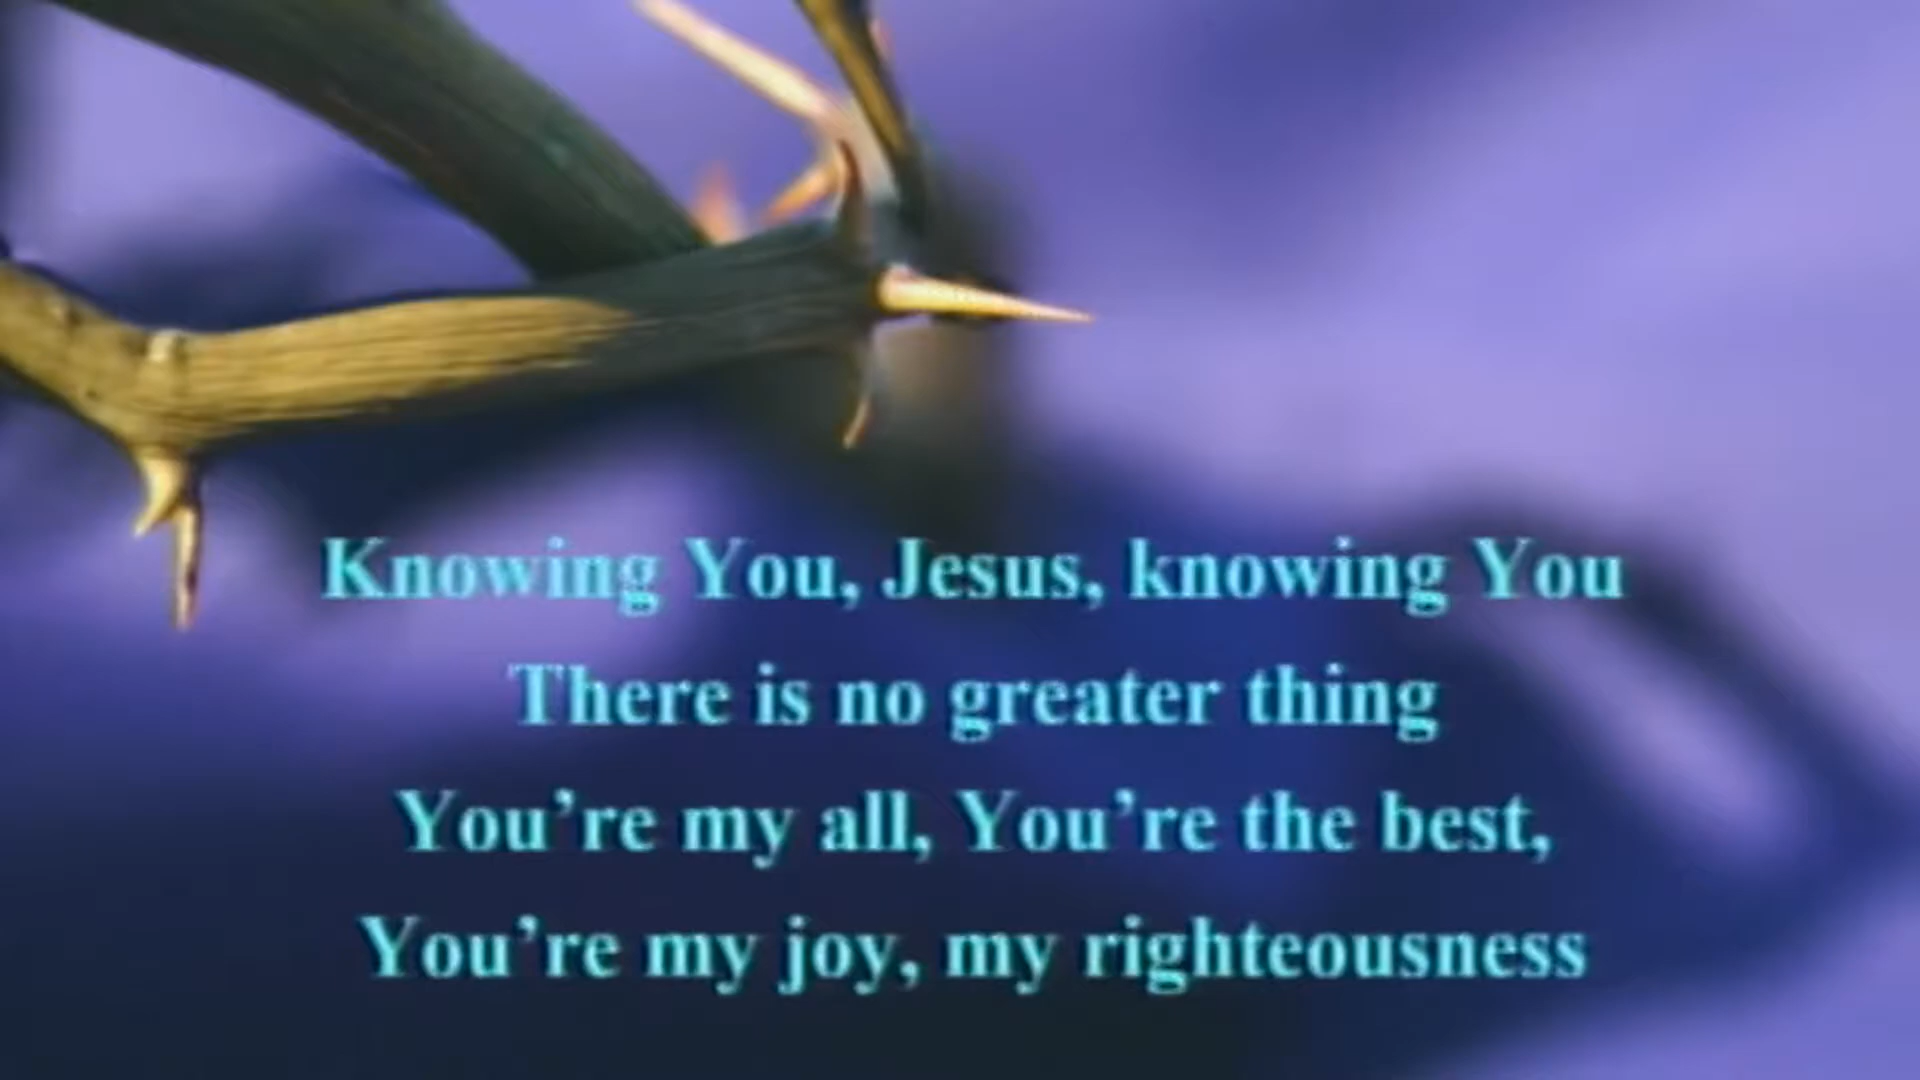 Knowing You, Jesus, knowing You
There is no greater thing
You’re my all, You’re the best,
You’re my joy, my righteousness